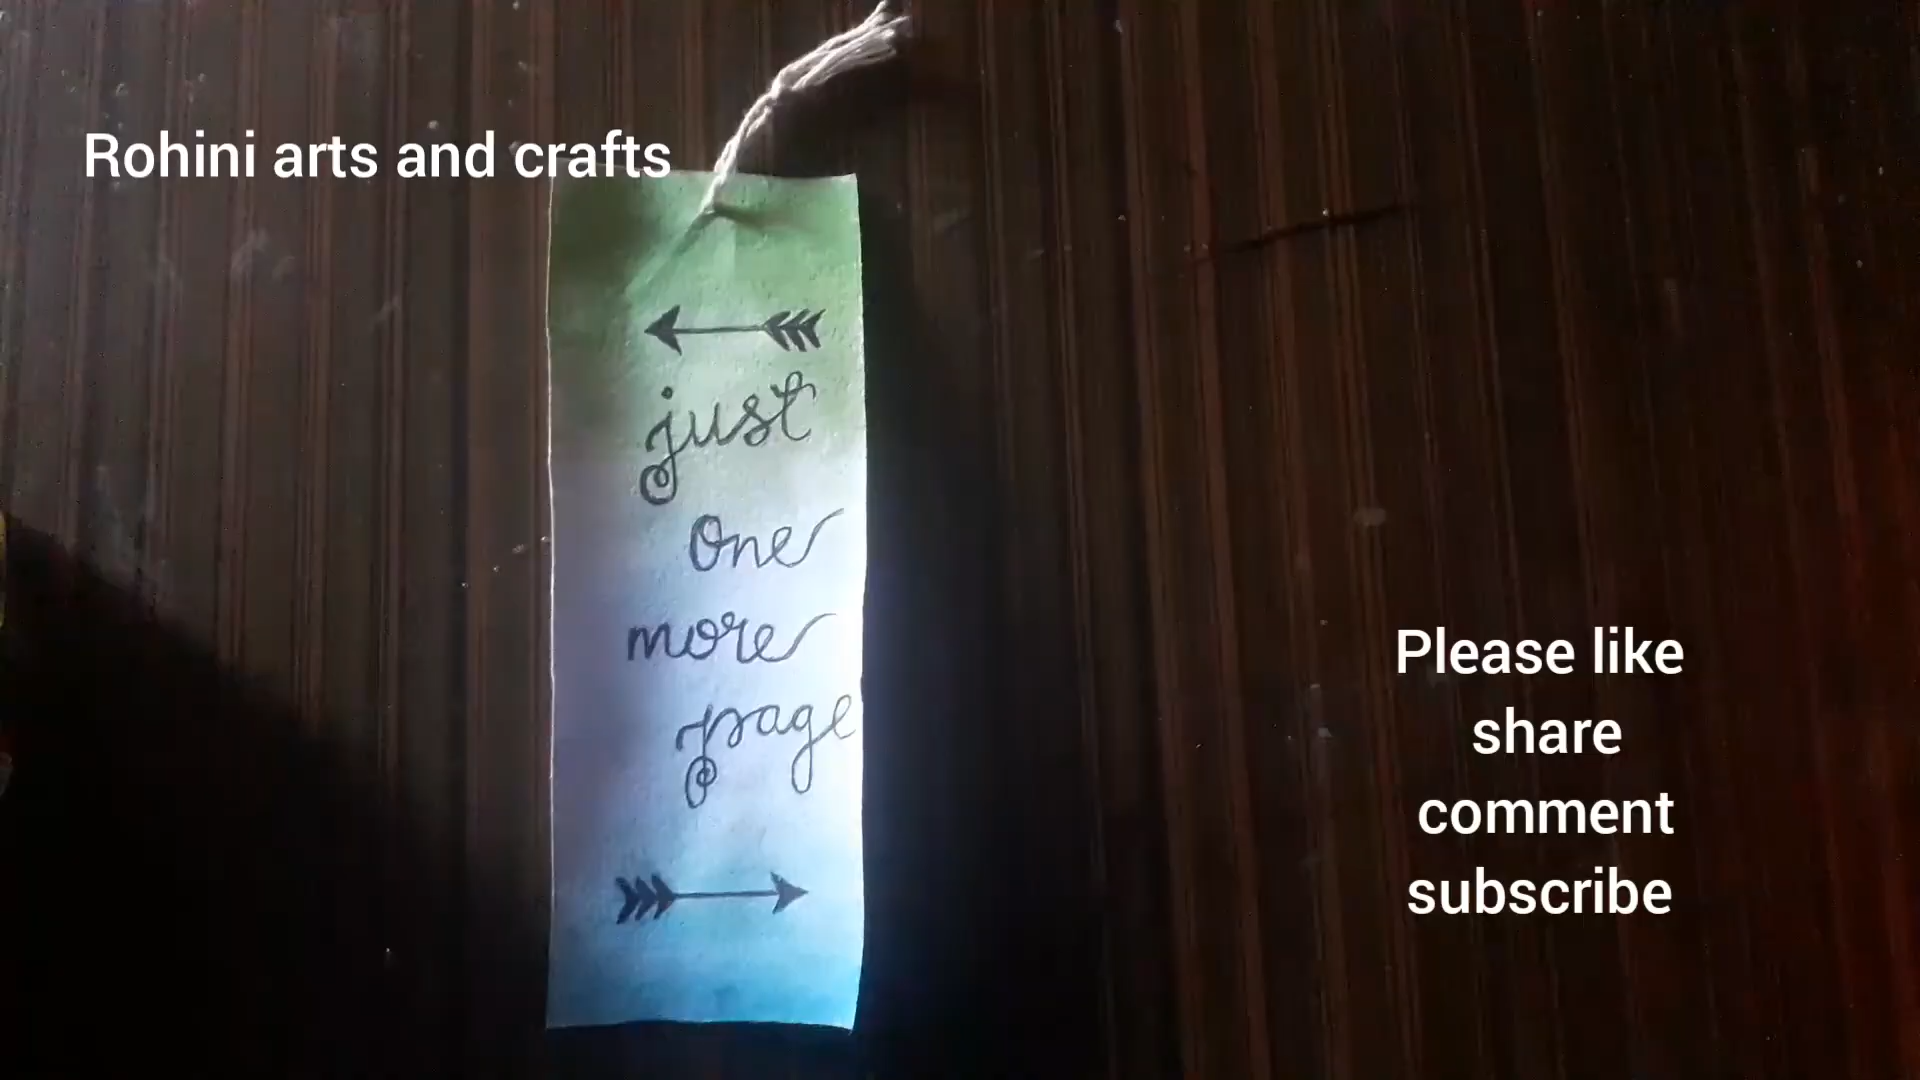 Rohini arts and crafts
just
One
more
page
Please like
share
comment
subscribe